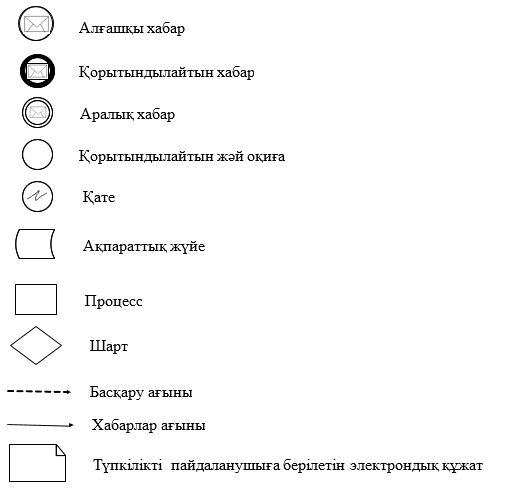 Алғашқы хабар
Қорытындылайтын хабар
Аралық хабар
Қорытындылайтын жәй оқиға
Қате
Ақпараттық жүйе
Процесс
Шарт
Басқару ағыны
Хабарлар ағыны
Түпкілікті пайдаланушыға берілетін электрондық құжат